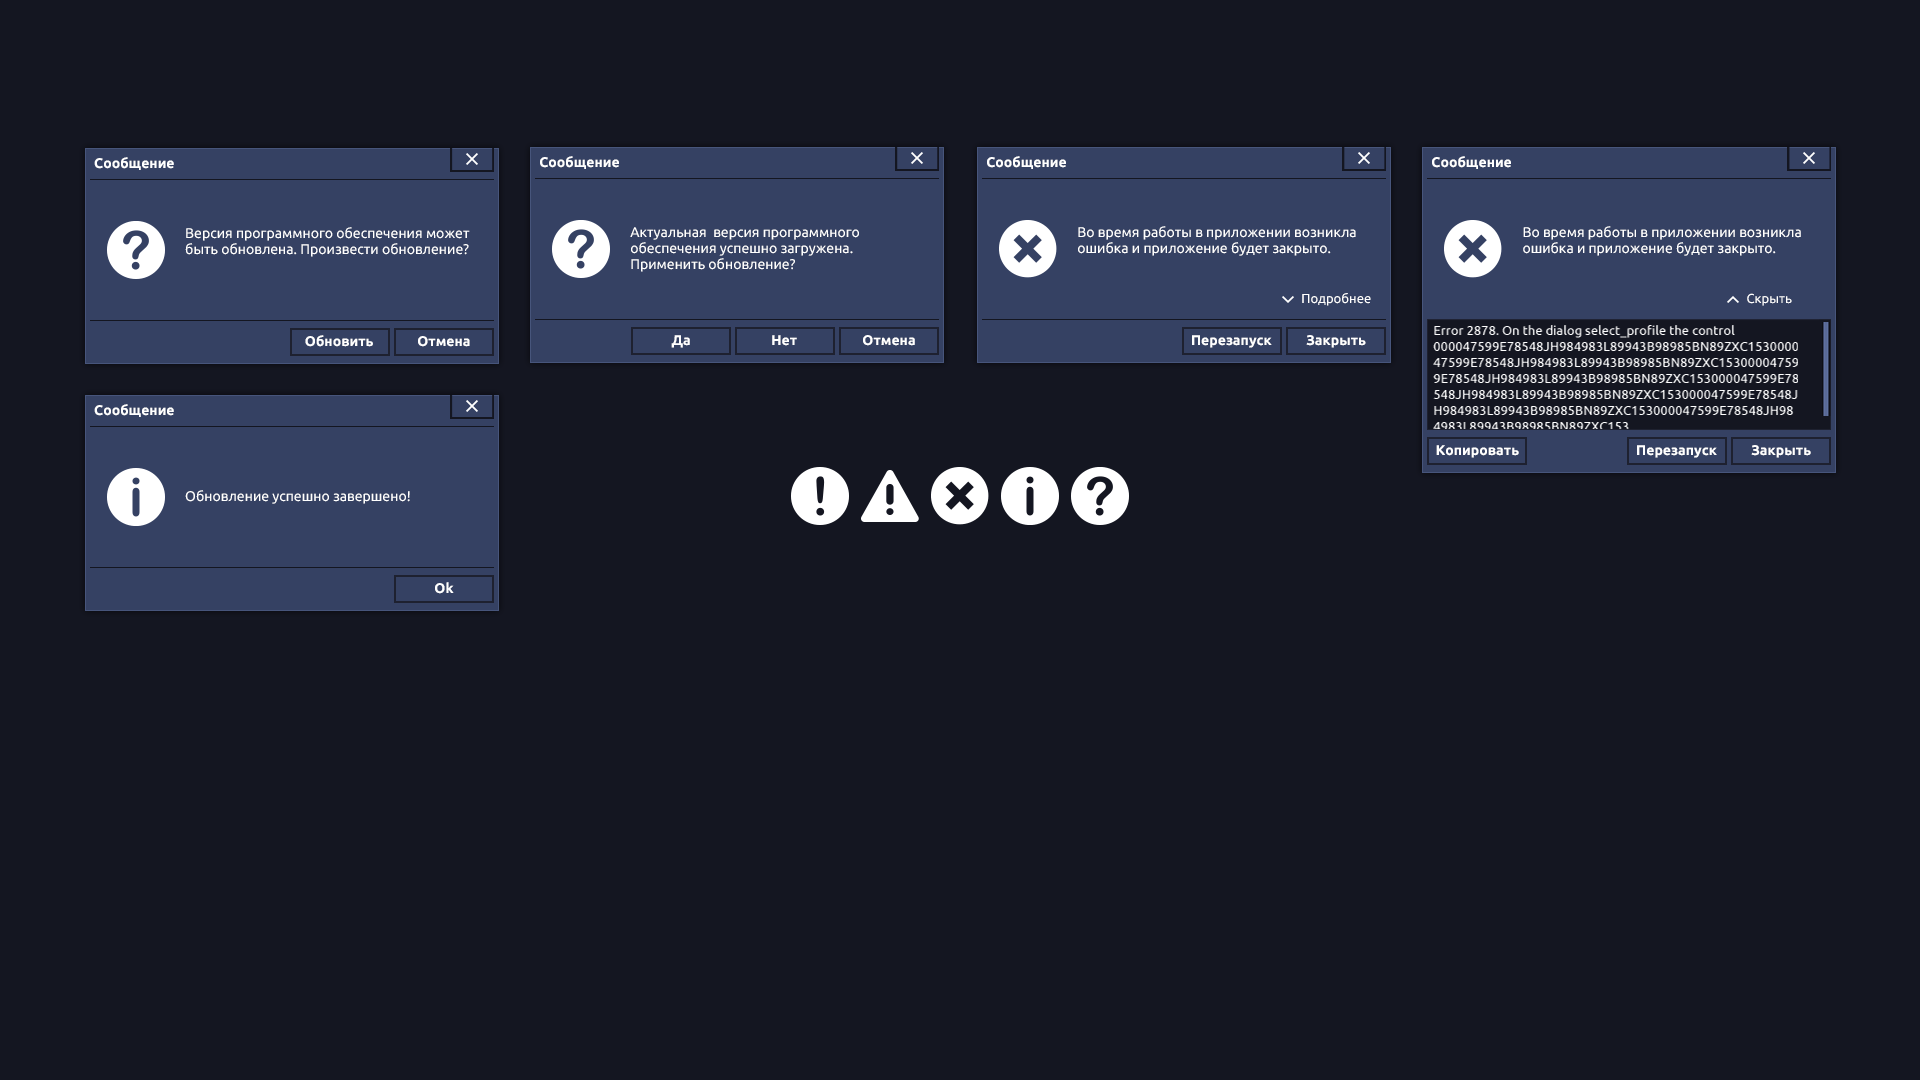 Сообщение
Версия программного обеспечения может
быть обновлена. Произвести обновление?
Обновить
Отмена
Сообщение
Актуальная  версия программного
обеспечения успешно загружена.
Применить обновление?
Да
Нет
Отмена
Сообщение
Во время работы в приложении возникла
ошибка и приложение будет закрыто.
Подробнее
Перезапуск
Закрыть
Сообщение
Во время работы в приложении возникла
ошибка и приложение будет закрыто.
Скрыть
Error 2878. On the dialog select_profile the control
000047599E78548JH984983L89943B98985BN89ZXC1530000
47599E78548JH984983L89943B98985BN89ZXC15300004759
9E78548JH984983L89943B98985BN89ZXC153000047599E78
548JH984983L89943B98985BN89ZXC153000047599E78548J
H984983L89943B98985BN89ZXC153000047599E78548JH98
4983L89943B98985BN89ZXC153
Копировать
Перезапуск
Закрыть
Сообщение
Обновление успешно завершено!
Ok